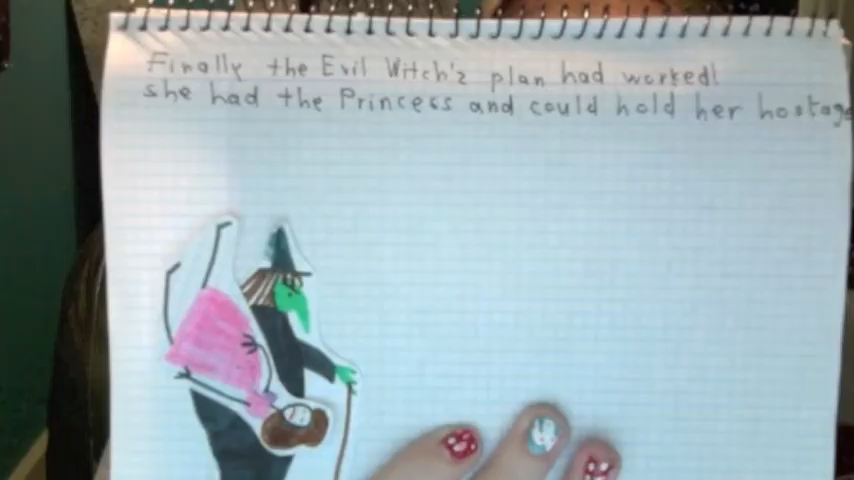 Finally the Evil Witch'z plan had worked!
she had the Princess and could hold her hostage